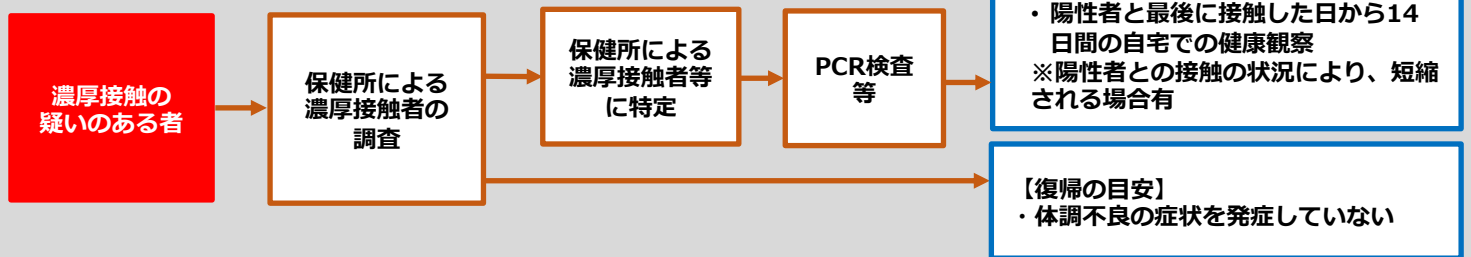 濃厚接触の
疑いのある者
保健所による
濃厚接触者の
調査
保健所による
濃厚接触者等
に特定
PCR検査
等
・ 陽性者と最後に接触した日から14
日間の自宅での健康観察
※陽性者との接触の状況により、短縮
される場合有
【復帰の目安】
・体調不良の症状を発症していない